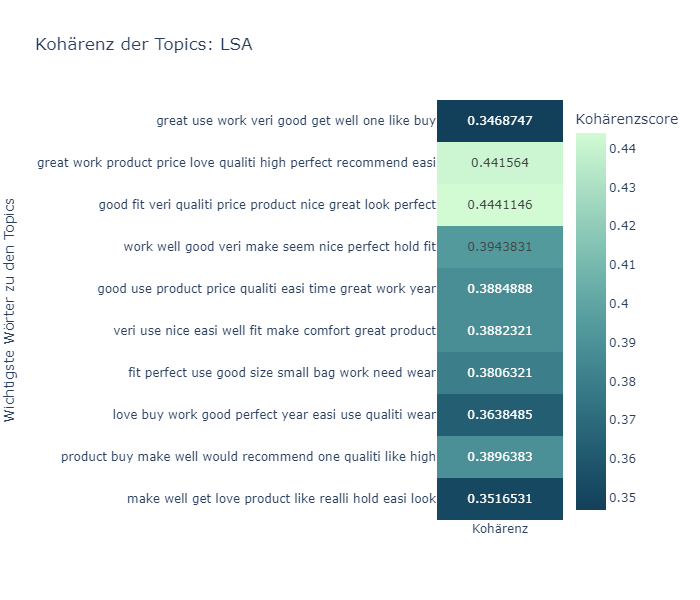 Kohärenz der Topics: LSA
Wichtigste Wörter zu den Topics
great use work veri good get well one like buy 0.3468747
great work product price love qualiti high perfect recommend easi 0.441564
good fit veri qualiti price product nice great look perfect 0.4441146
work well good veri make seem nice perfect hold fit 0.3943831
good use product price qualiti easi time great work year 0.3884888
veri use nice easi well fit make comfort great product 0.3882321
fit perfect use good size small bag work need wear 0.3806321
love buy work good perfect year easi use qualiti wear 0.3638485
product buy make well would recommend one qualiti like high 0.3896383
make well get love product like realli hold easi look 0.3516531
Kohärenz
Kohärenzscore
0.44
0.43
0.42
0.41
0.4
0.39
0.38
0.37
0.36
0.35